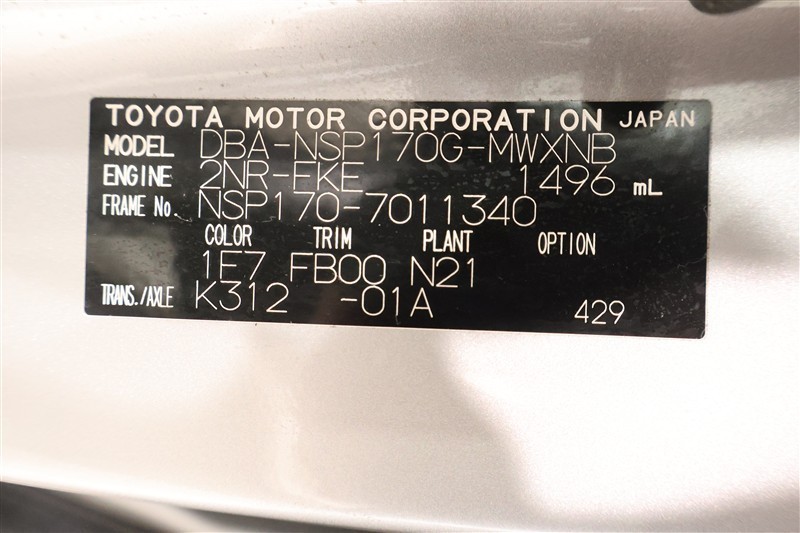 TOYOTA MOTOR CORPORATION JAPAN
MODEL DBA-NSP170G-MWXNB
ENGINE 2NR-FKE 1496 mL
FRAME No. NSP170-7011340
COLOR TRIM PLANT OPTION
1E7 FB00 N21
TRANS./AXLE K312 -01A 429